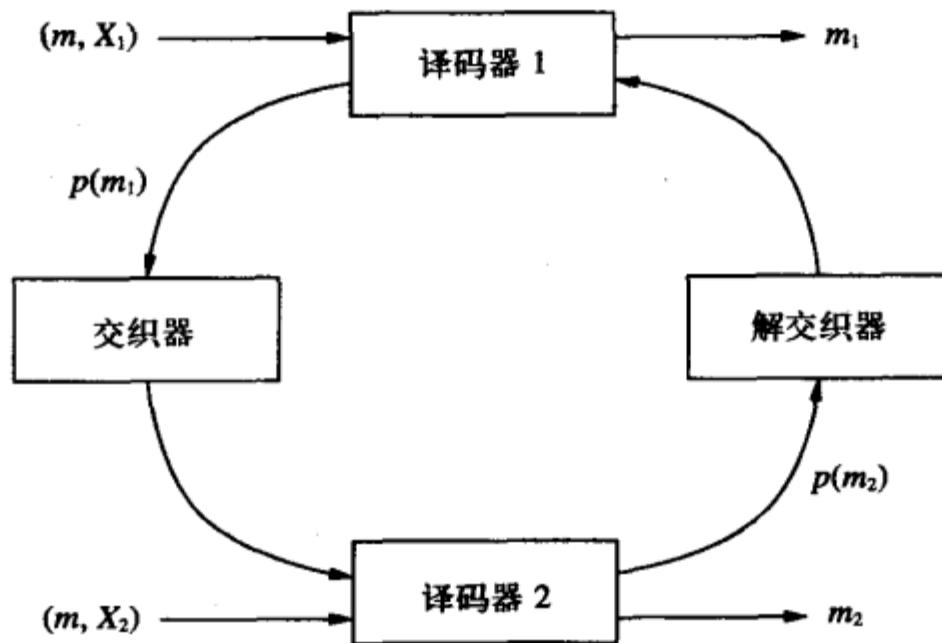 (m, X₁)
译码器 1
m₁
p(m₁)
交织器
解交织器
p(m₂)
(m, X₂)
译码器 2
m₂